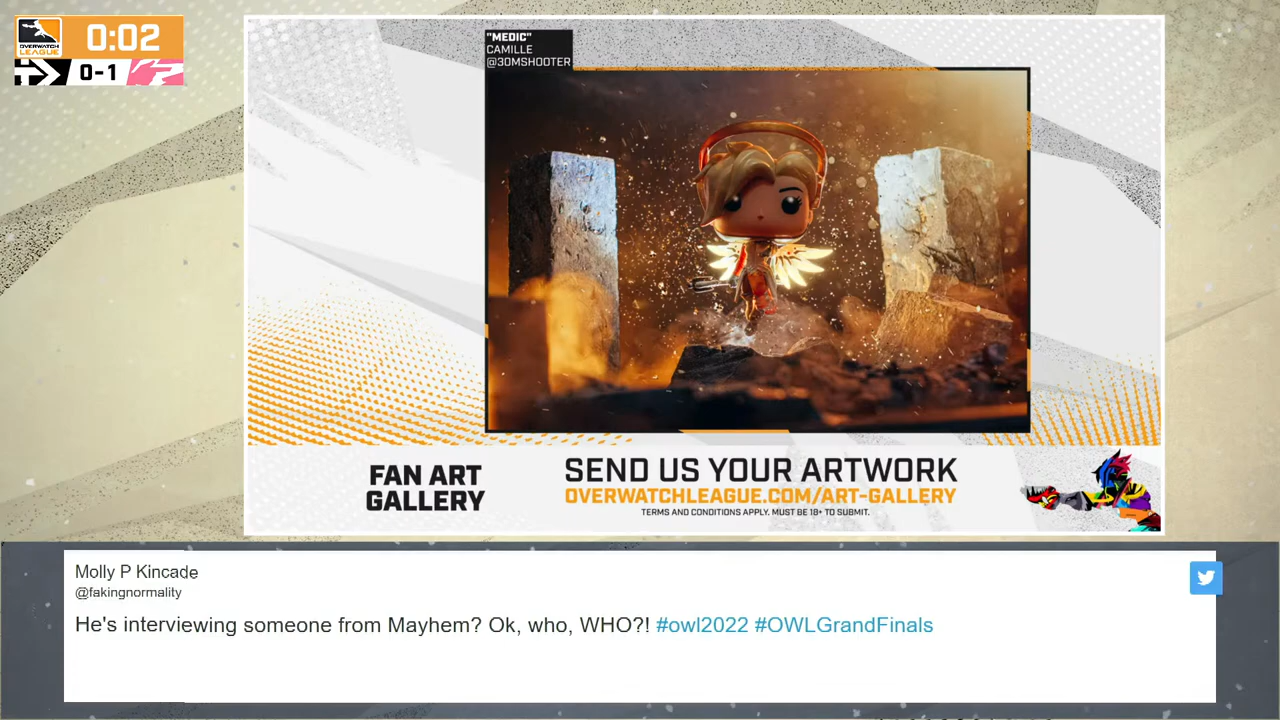 OVERWATCH
LEAGUE
0:02
0-1
"MEDIC"
CAMILLE
@30MSHOOTER
FAN ART
GALLERY
SEND US YOUR ARTWORK
OVERWATCHLEAGUE.COM/ART-GALLERY
TERMS AND CONDITIONS APPLY. MUST BE 18+ TO SUBMIT.
Molly P Kincade
@fakingnormality
He's interviewing someone from Mayhem? Ok, who, WHO?! #owl2022 #OWLGrandFinals